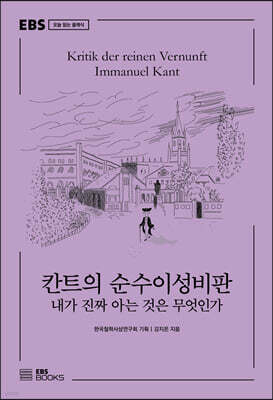 EBS 오늘 읽는 클래식
Kritik der reinen Vernunft
Immanuel Kant
칸트의 순수이성비판
내가 진짜 아는 것은 무엇인가
한국철학사상연구회 기획 | 김지은 지음
EBS
BOOKS